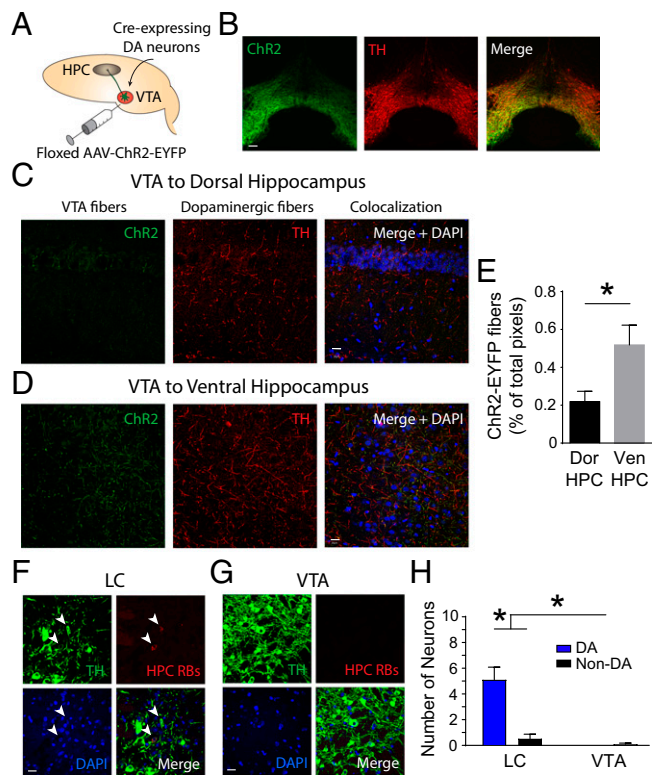 A
Cre-expressing
DA neurons
HPC
VTA
Floxed AAV-ChR2-EYFP
B
ChR2
TH
Merge
C
VTA to Dorsal Hippocampus
VTA fibers
Dopaminergic fibers
Colocalization
ChR2
TH
Merge + DAPI
D
VTA to Ventral Hippocampus
ChR2
TH
Merge + DAPI
E
*
ChR2-EYFP fibers
(% of total pixels)
0.8
0.6
0.4
0.2
0
Dor
HPC
Ven
HPC
F
LC
TH
HPC RBs
DAPI
Merge
G
VTA
TH
HPC RBs
DAPI
Merge
H
Number of Neurons
10
8
6
4
2
0
*
*
DA
Non-DA
LC
VTA